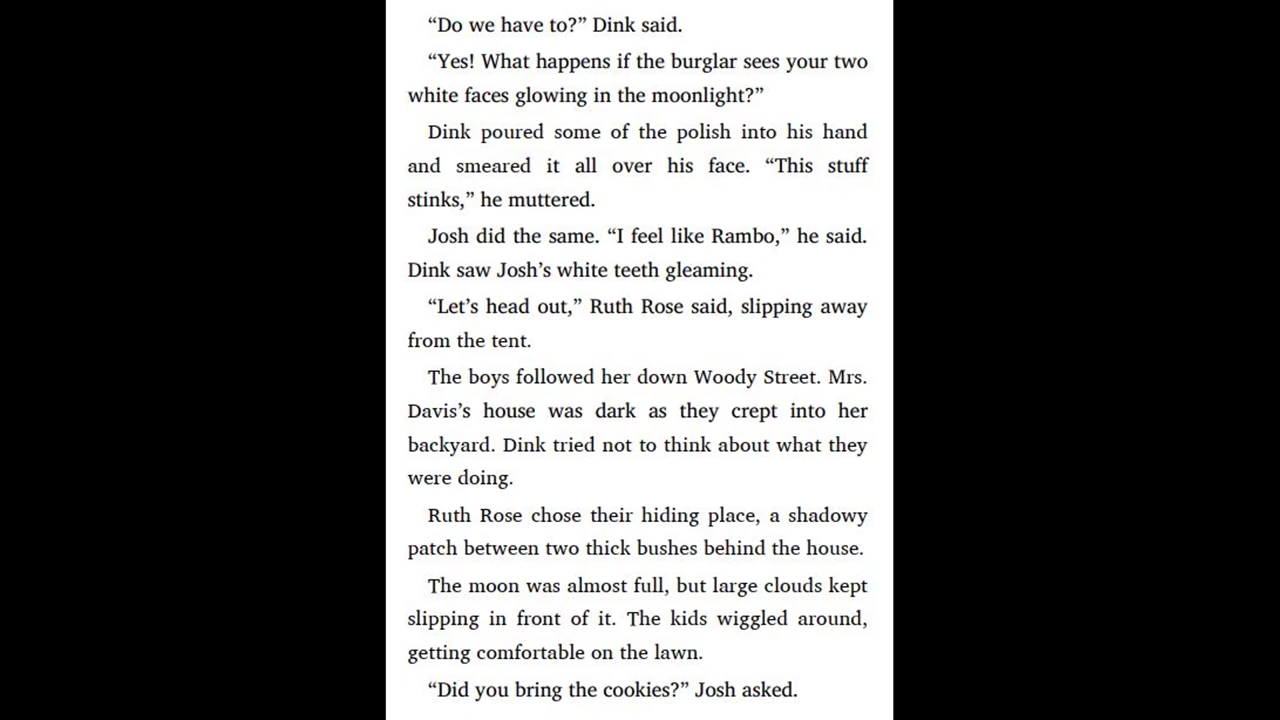 “Do we have to?” Dink said.
“Yes! What happens if the burglar sees your two
white faces glowing in the moonlight?”
Dink poured some of the polish into his hand
and smeared it all over his face. “This stuff
stinks,” he muttered.
Josh did the same. “I feel like Rambo,” he said.
Dink saw Josh’s white teeth gleaming.
“Let’s head out,” Ruth Rose said, slipping away
from the tent.
The boys followed her down Woody Street. Mrs.
Davis’s house was dark as they crept into her
backyard. Dink tried not to think about what they
were doing.
Ruth Rose chose their hiding place, a shadowy
patch between two thick bushes behind the house.
The moon was almost full, but large clouds kept
slipping in front of it. The kids wiggled around,
getting comfortable on the lawn.
“Did you bring the cookies?” Josh asked.